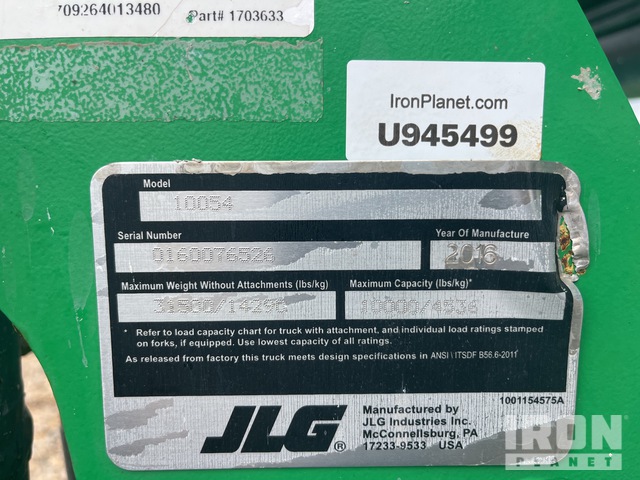 709264013480
Part# 1703633
IronPlanet.com
U945499
Model
10054
Serial Number
0160076526
Year Of Manufacture
2016
Maximum Weight Without Attachments (lbs/kg)
Maximum Capacity (lbs/kg)*
10000/4536
* Refer to load capacity chart for truck with attachment, and individual load ratings stamped
on forks, if equipped. Use lowest capacity of all ratings.
As released from factory this truck meets design specifications in ANSI \ ITSDF B56.6-2011
JLG®
Manufactured by
JLG Industries Inc.
McConnellsburg, PA
17233-9533 USA
1001154575A
IRON
PLANET